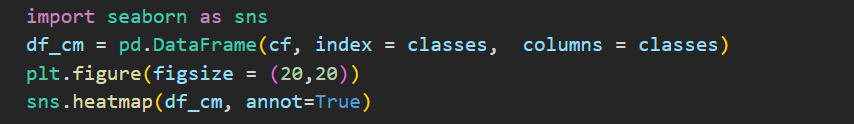 import seaborn as sns
df_cm = pd.DataFrame(cf, index = classes,  columns = classes)
plt.figure(figsize = (20,20))
sns.heatmap(df_cm, annot=True)